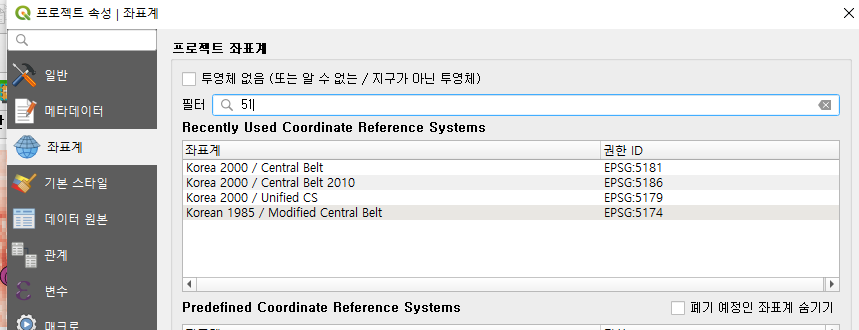 프로젝트 속성 | 좌표계
일반
메타데이터
좌표계
기본 스타일
데이터 원본
관계
변수
매크로
프로젝트 좌표계
투영체 없음 (또는 알 수 없는 / 지구가 아닌 투영체)
필터 51
Recently Used Coordinate Reference Systems
좌표계 권한 ID
Korea 2000 / Central Belt EPSG:5181
Korea 2000 / Central Belt 2010 EPSG:5186
Korea 2000 / Unified CS EPSG:5179
Korean 1985 / Modified Central Belt EPSG:5174
Predefined Coordinate Reference Systems 폐기 예정인 좌표계 숨기기